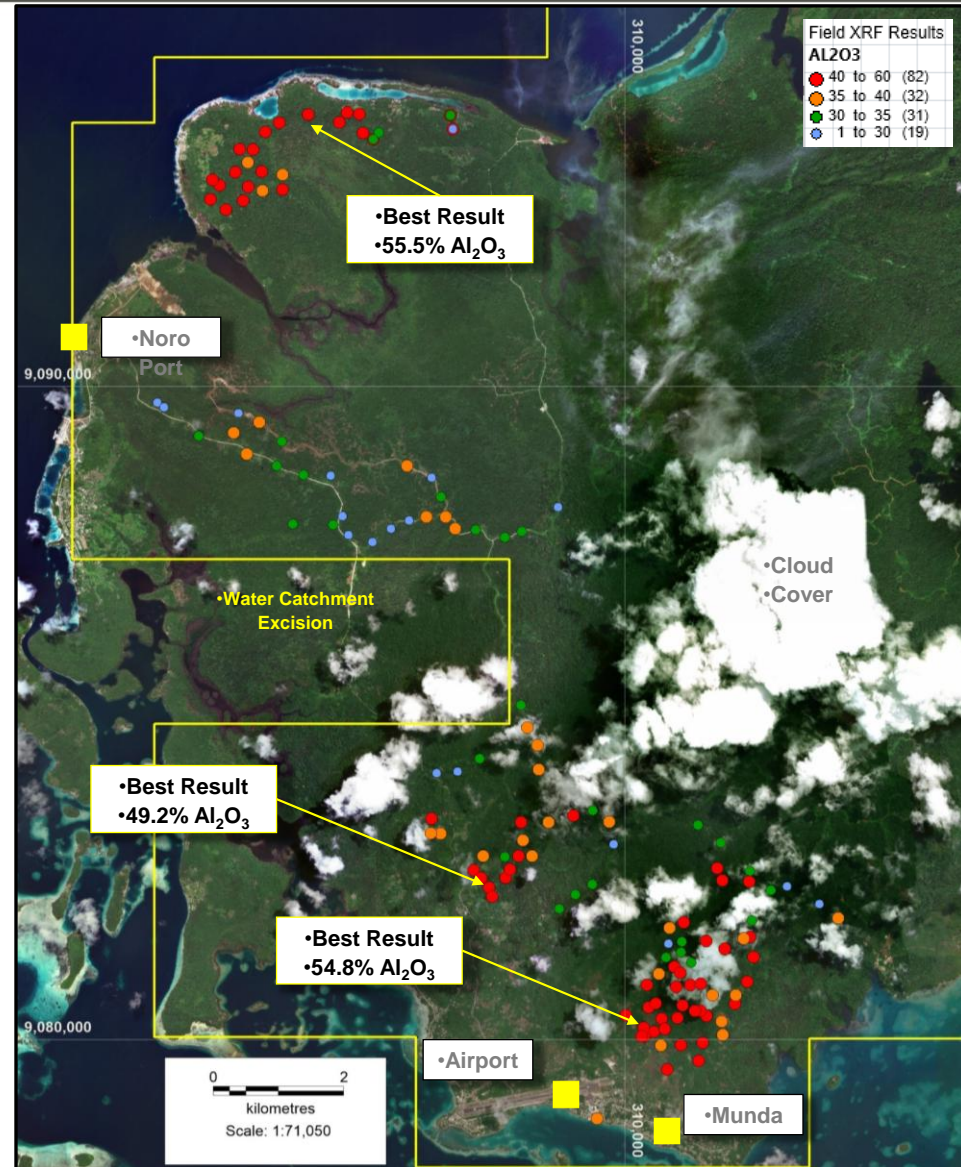 310,000
Field XRF Results
AL2O3
40 to 60 (82)
35 to 40 (32)
30 to 35 (31)
1 to 30 (19)
•Best Result
•55.5% Al₂O₃
•Noro
Port
9,090,000
•Cloud
•Cover
•Water Catchment
Excision
•Best Result
•49.2% Al₂O₃
•Best Result
•54.8% Al₂O₃
9,080,000
•Airport
0 2
kilometres
Scale: 1:71,050
310,000
•Munda